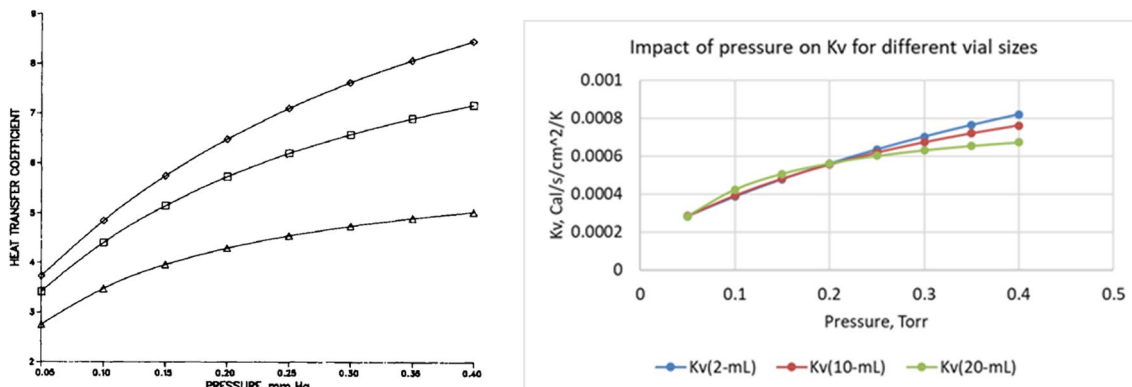 HEAT TRANSFER COEFFICIENT
9
8
7
6
5
4
3
2
0.05 0.10 0.15 0.20 0.25 0.30 0.35 0.40
PRESSURE, mm Hg
Impact of pressure on Kv for different vial sizes
Kv, Cal/s/cm^2/K
0.001
0.0008
0.0006
0.0004
0.0002
0
0 0.1 0.2 0.3 0.4 0.5
Pressure, Torr
Kv(2-mL) Kv(10-mL) Kv(20-mL)